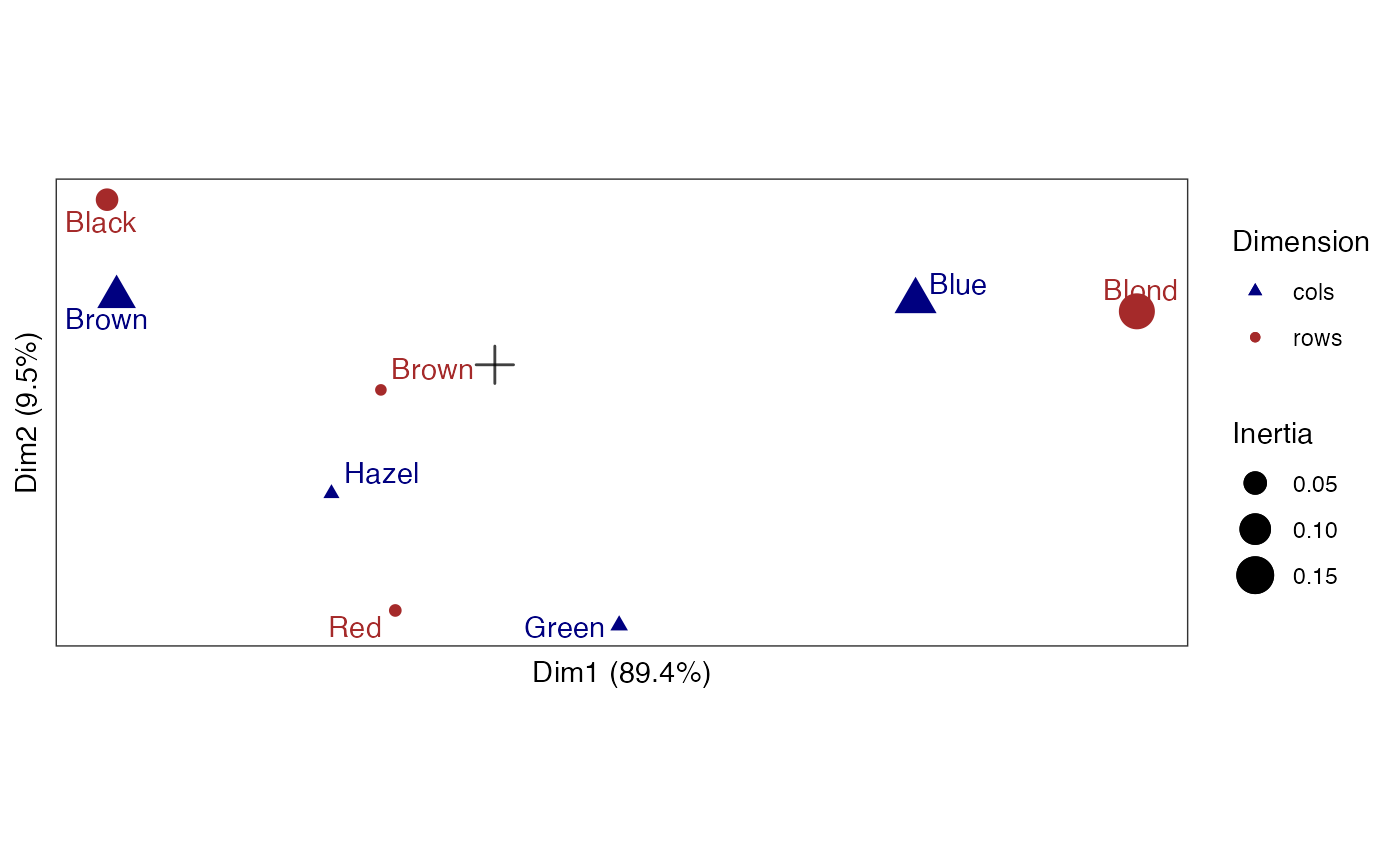 Black
Brown
Blue
Blond
Brown
Hazel
Red
Green
Dim1 (89.4%)
Dim2 (9.5%)
Dimension
cols
rows
Inertia
0.05
0.10
0.15